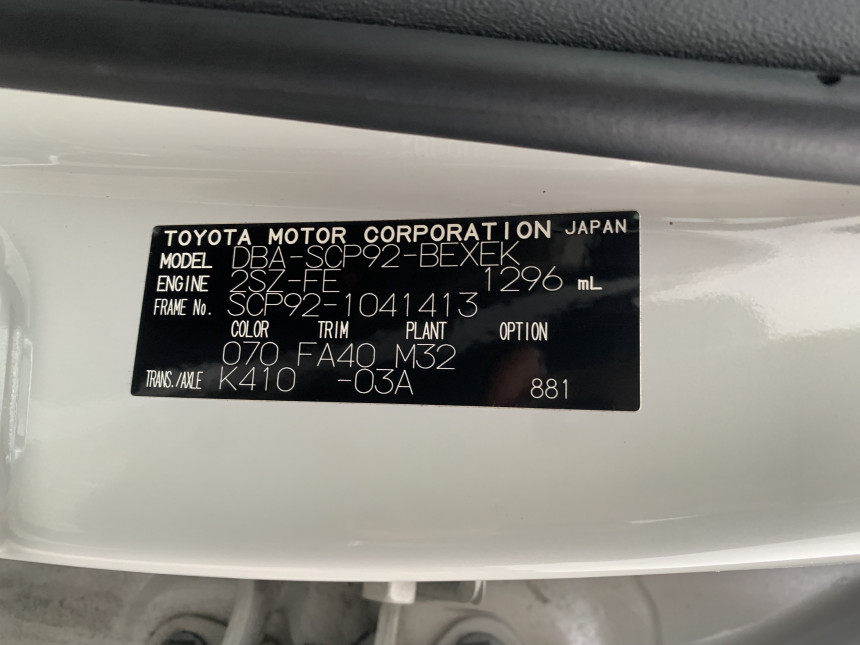 TOYOTA MOTOR CORPORATION JAPAN
MODEL DBA-SCP92-BEXEK
ENGINE 2SZ-FE 1296 mL
FRAME No. SCP92-1041413
COLOR TRIM PLANT OPTION
070 FA40 M32
TRANS./AXLE K410 -03A 881